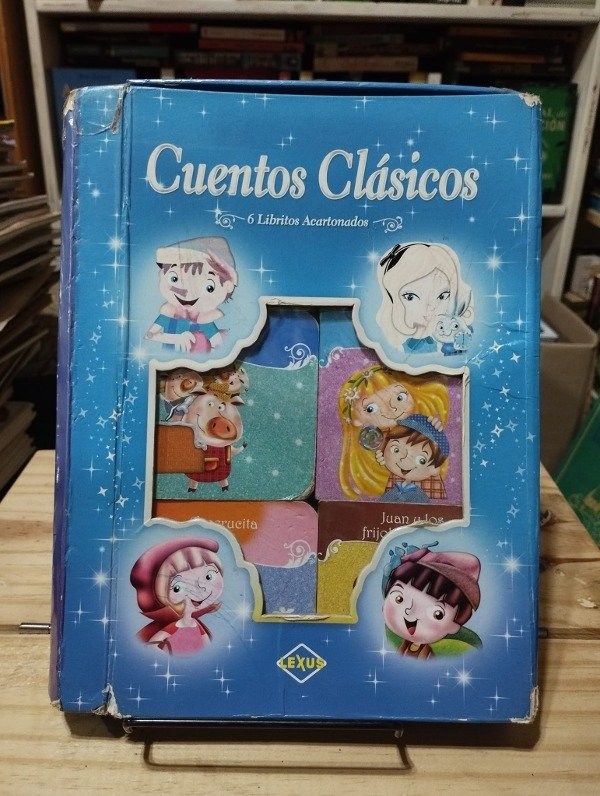 Cuentos Clásicos
6 Libritos Acartonados
Juan y los
LEXUS